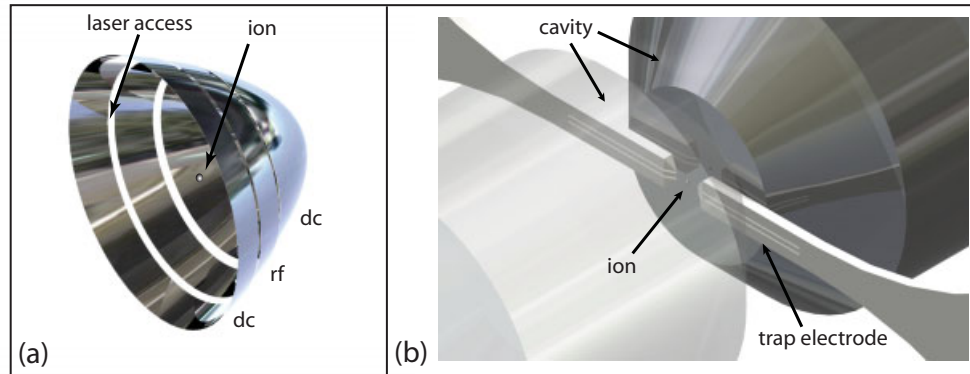 laser access
ion
dc
rf
dc
(a)
cavity
ion
trap electrode
(b)